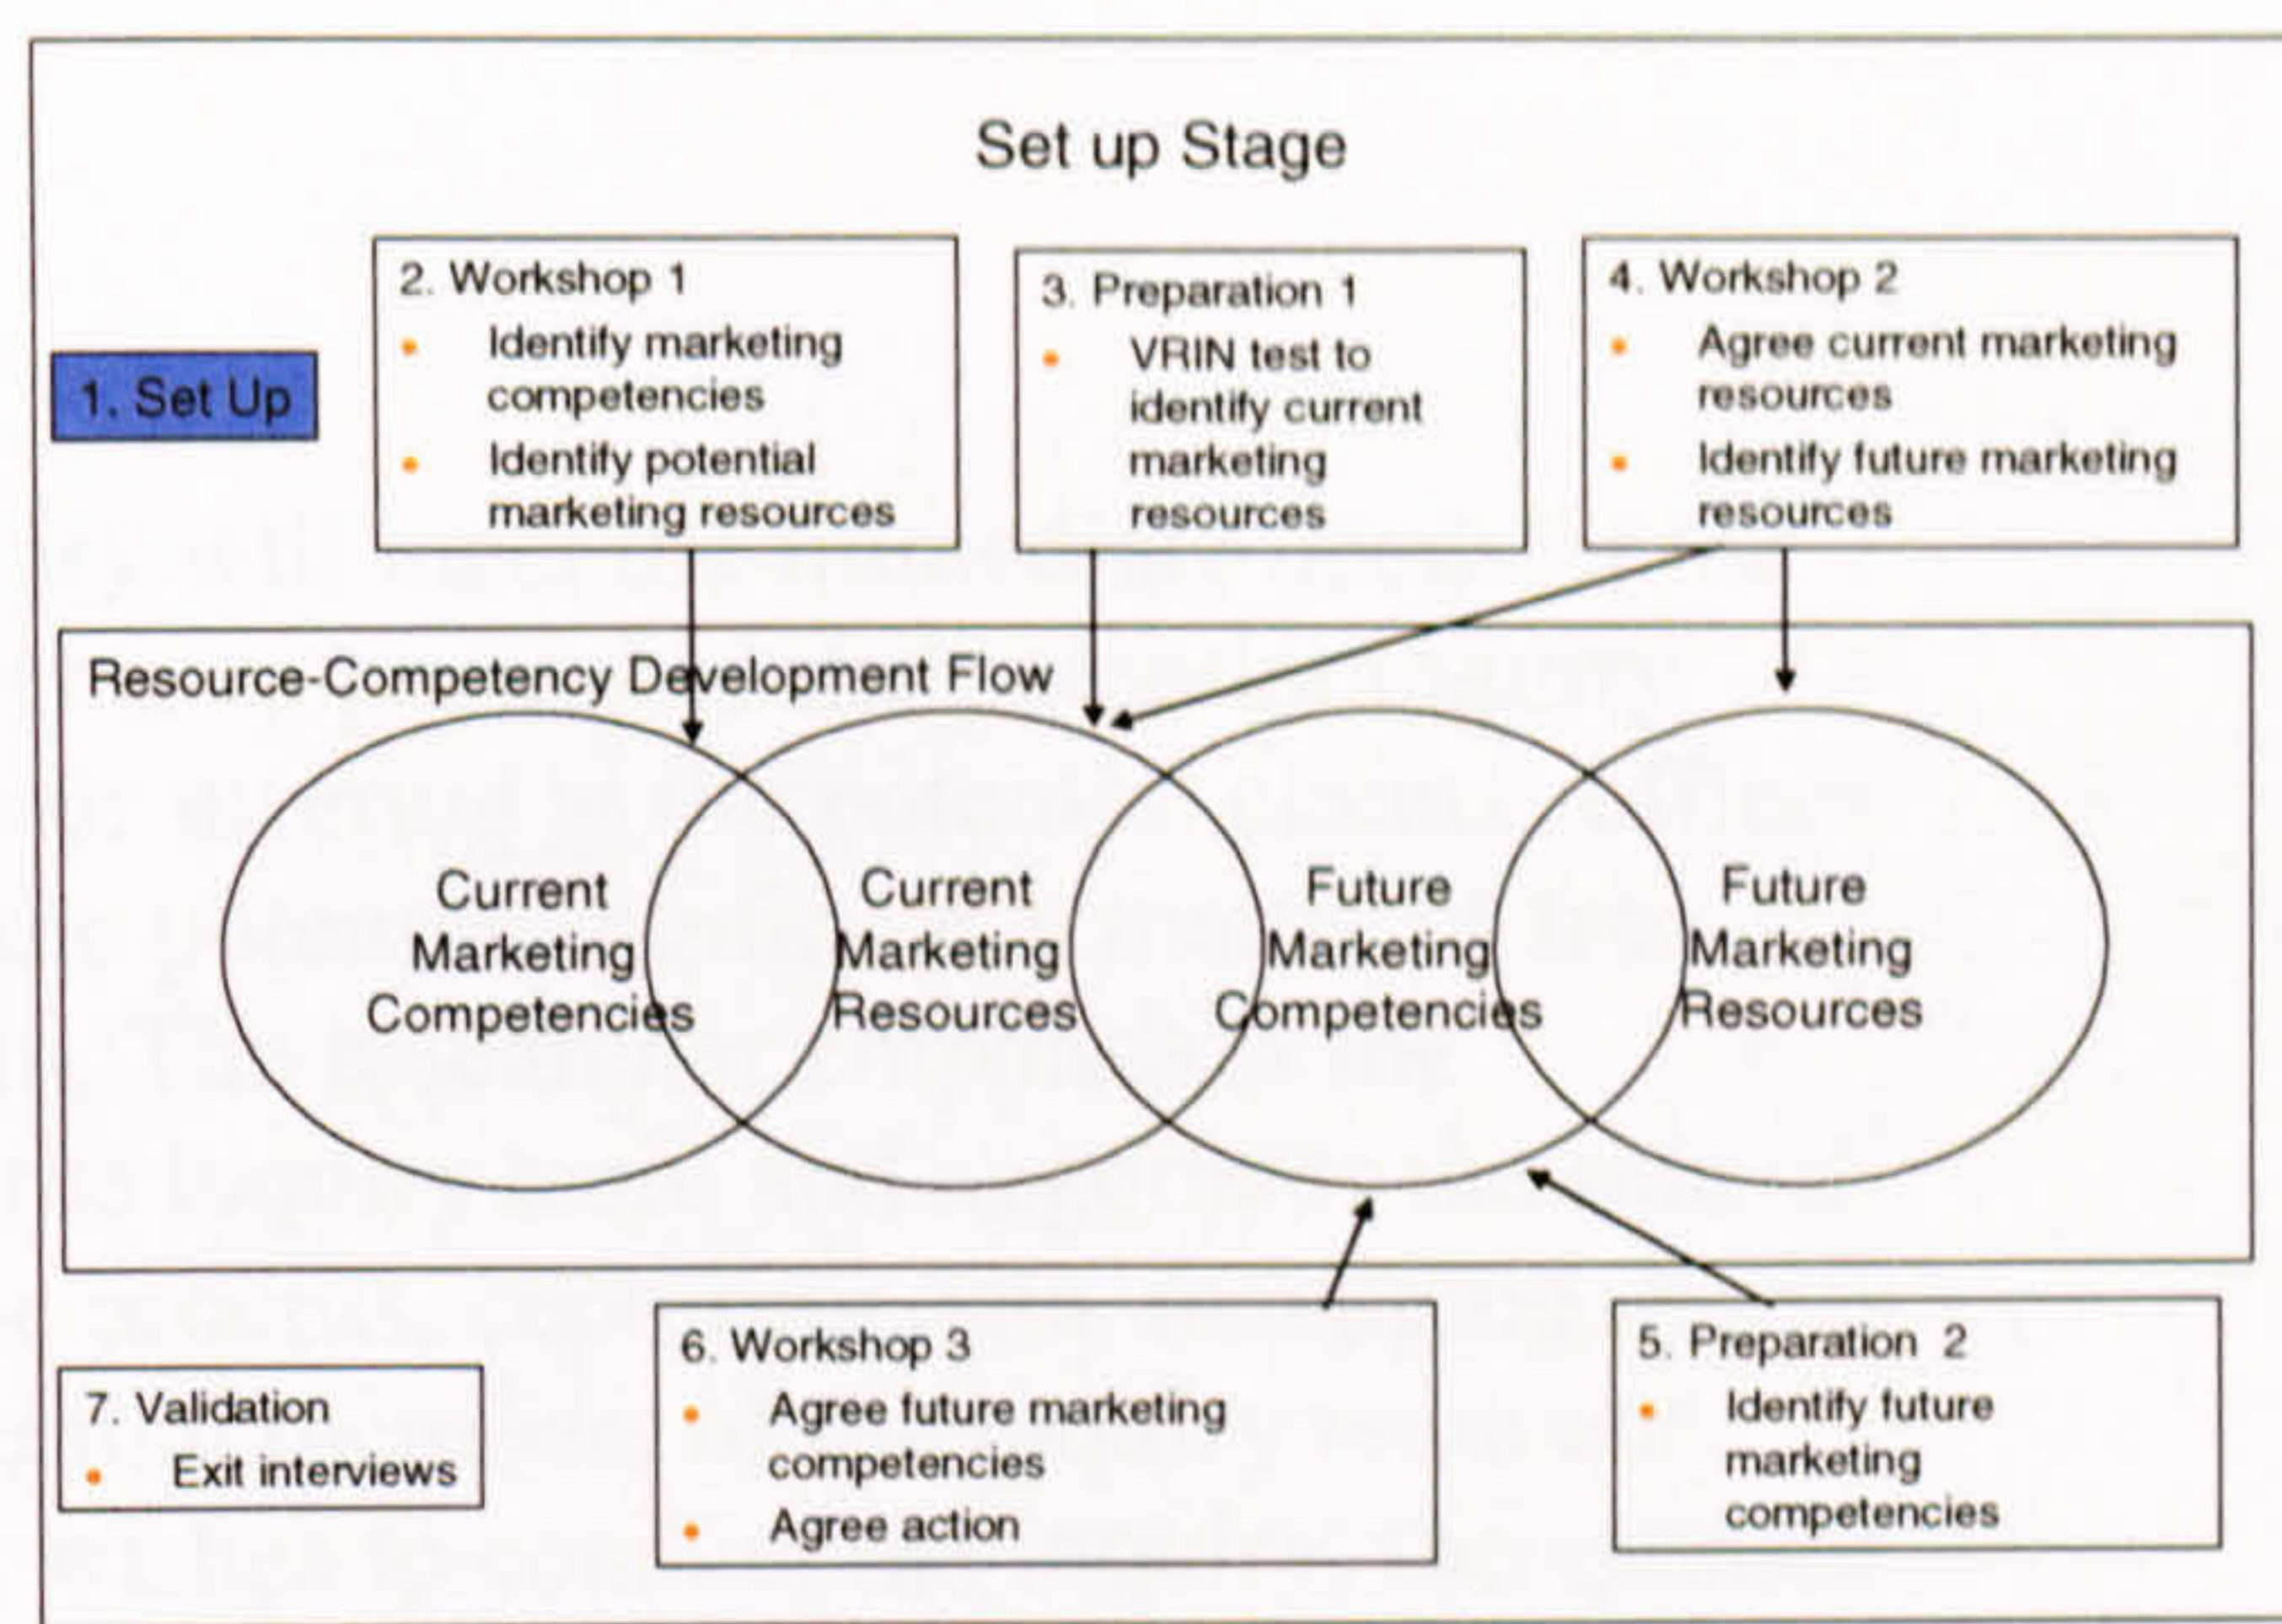 Set up Stage
1. Set Up
2. Workshop 1
• Identify marketing
competencies
• Identify potential
marketing resources
3. Preparation 1
• VRIN test to
identify current
marketing
resources
4. Workshop 2
• Agree current marketing
resources
• Identify future marketing
resources
Resource-Competency Development Flow
Current
Marketing
Competencies
Current
Marketing
Resources
Future
Marketing
Competencies
Future
Marketing
Resources
7. Validation
• Exit interviews
6. Workshop 3
• Agree future marketing
competencies
• Agree action
5. Preparation 2
• Identify future
marketing
competencies